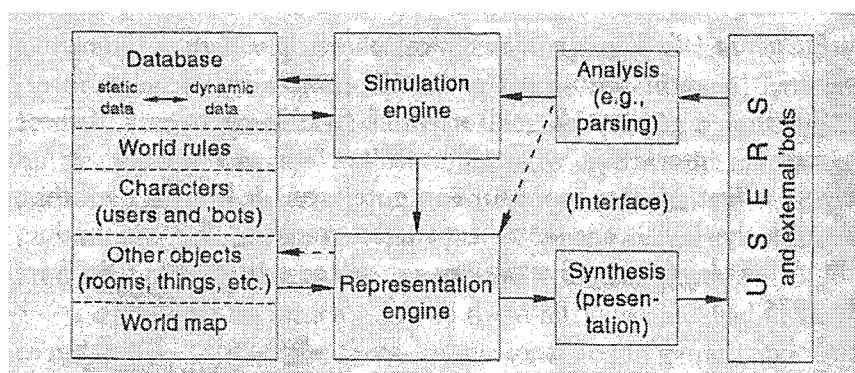 Database
static
data
dynamic
data
World rules
Characters
(users and 'bots)
Other objects
(rooms, things, etc.)
World map
Simulation
engine
Representation
engine
Analysis
(e.g.,
parsing)
(Interface)
Synthesis
(presen-
tation)
USERS
and external 'bots